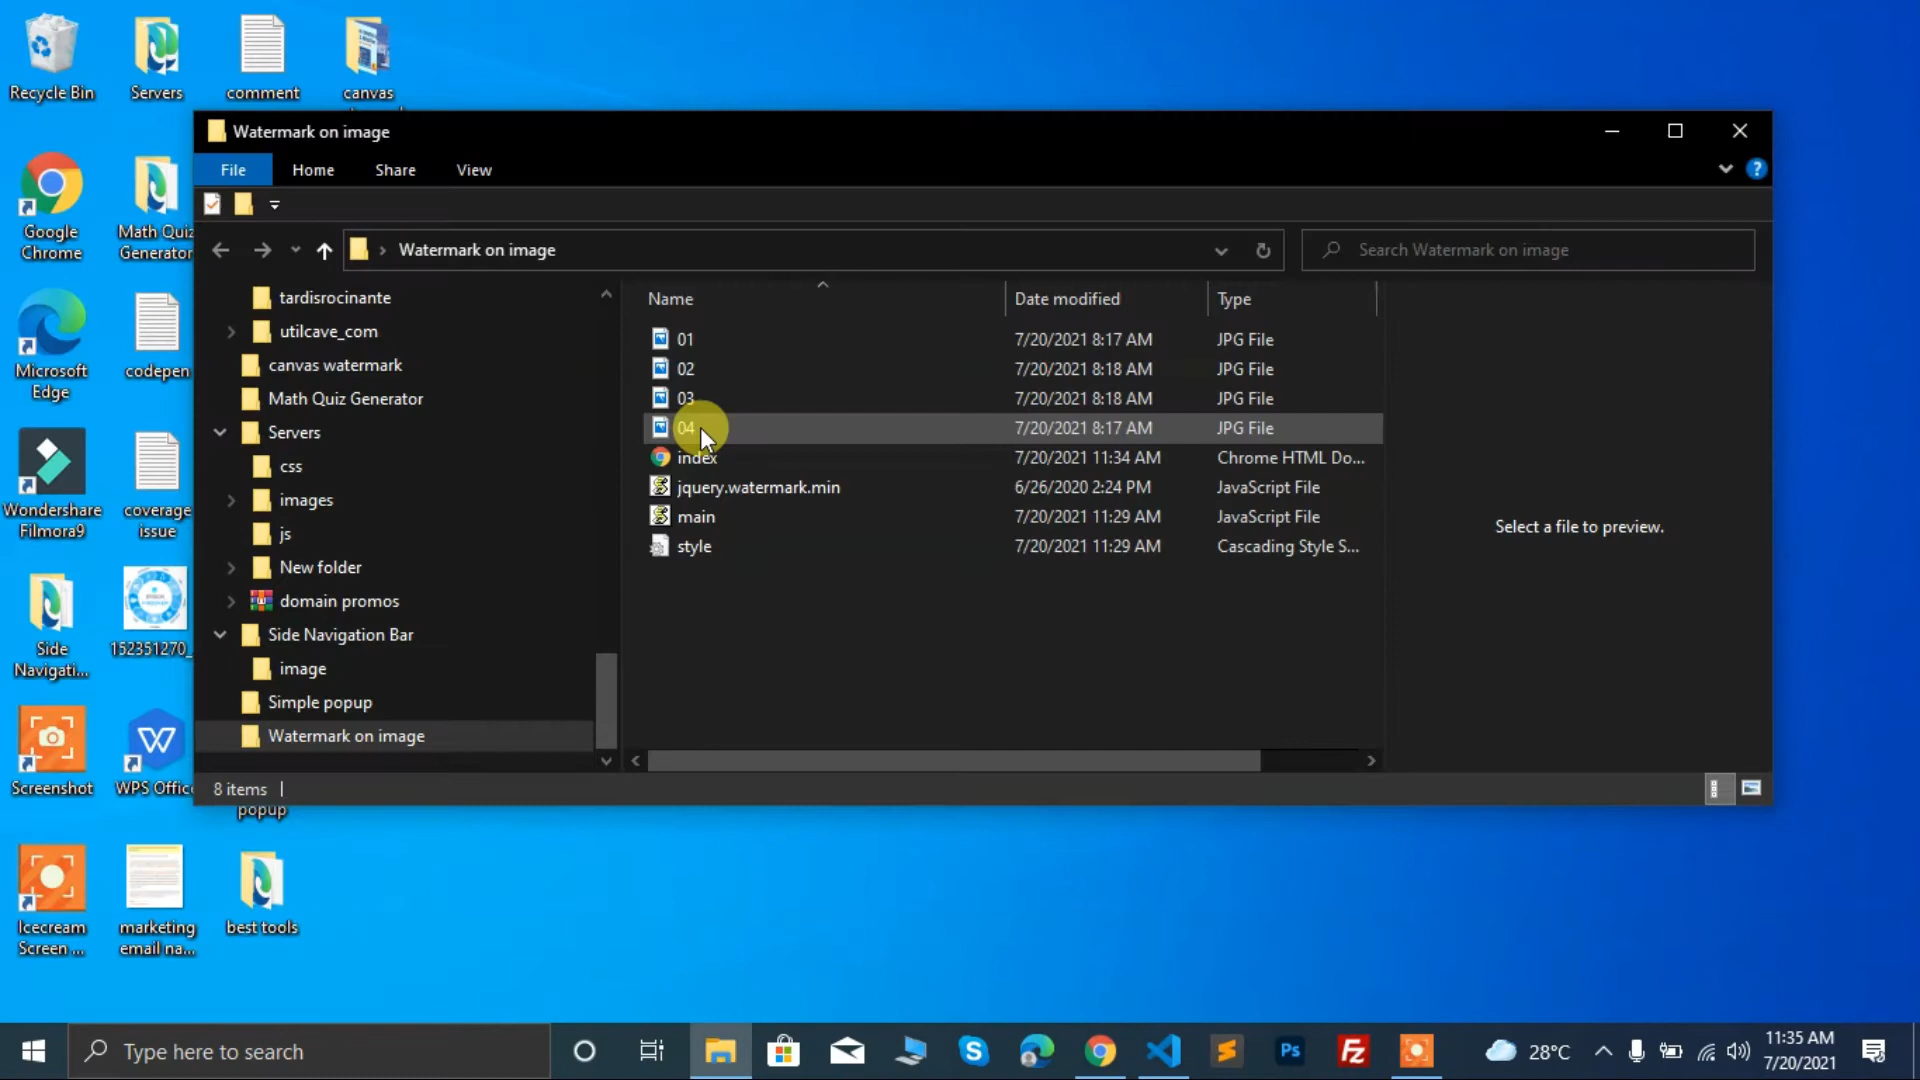 Recycle Bin
Servers
comment
canvas
Google
Chrome
Math Quiz
Generator
Microsoft
Edge
codepen
Wondershare
Filmora9
coverage
issue
Side
Navigati...
152351270_
Screenshot
WPS Office
popup
Icecream
Screen ...
marketing
email na...
best tools
Watermark on image
File
Home
Share
View
?
Watermark on image
Search Watermark on image
tardisrocinante
utilcave_com
canvas watermark
Math Quiz Generator
Servers
css
images
js
New folder
domain promos
Side Navigation Bar
image
Simple popup
Watermark on image
Name
Date modified
Type
01 7/20/2021 8:17 AM JPG File
02 7/20/2021 8:18 AM JPG File
03 7/20/2021 8:18 AM JPG File
04 7/20/2021 8:17 AM JPG File
index 7/20/2021 11:34 AM Chrome HTML Do...
jquery.watermark.min 6/26/2020 2:24 PM JavaScript File
main 7/20/2021 11:29 AM JavaScript File
style 7/20/2021 11:29 AM Cascading Style S...
Select a file to preview.
8 items
Type here to search
Ps
28°C
11:35 AM
7/20/2021